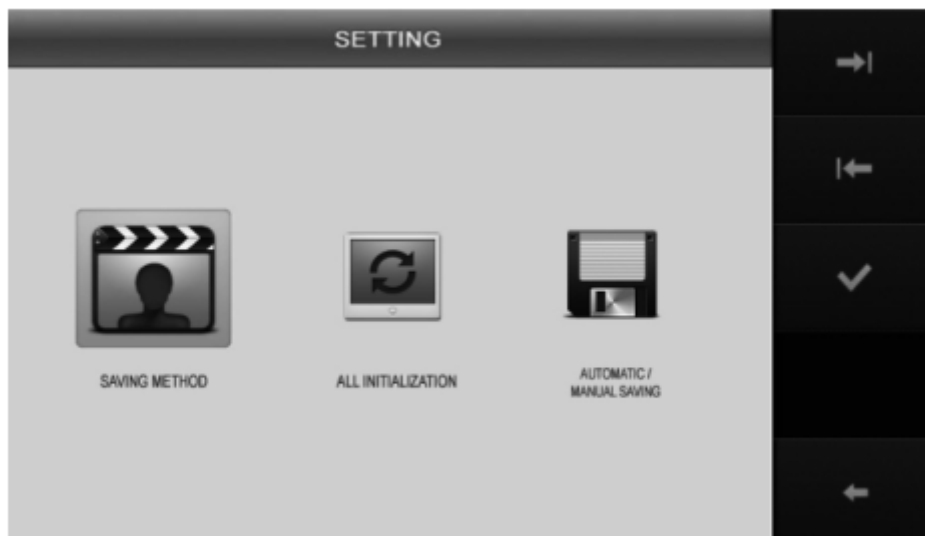 SETTING
SAVING METHOD
ALL INITIALIZATION
AUTOMATIC /
MANUAL SAVING